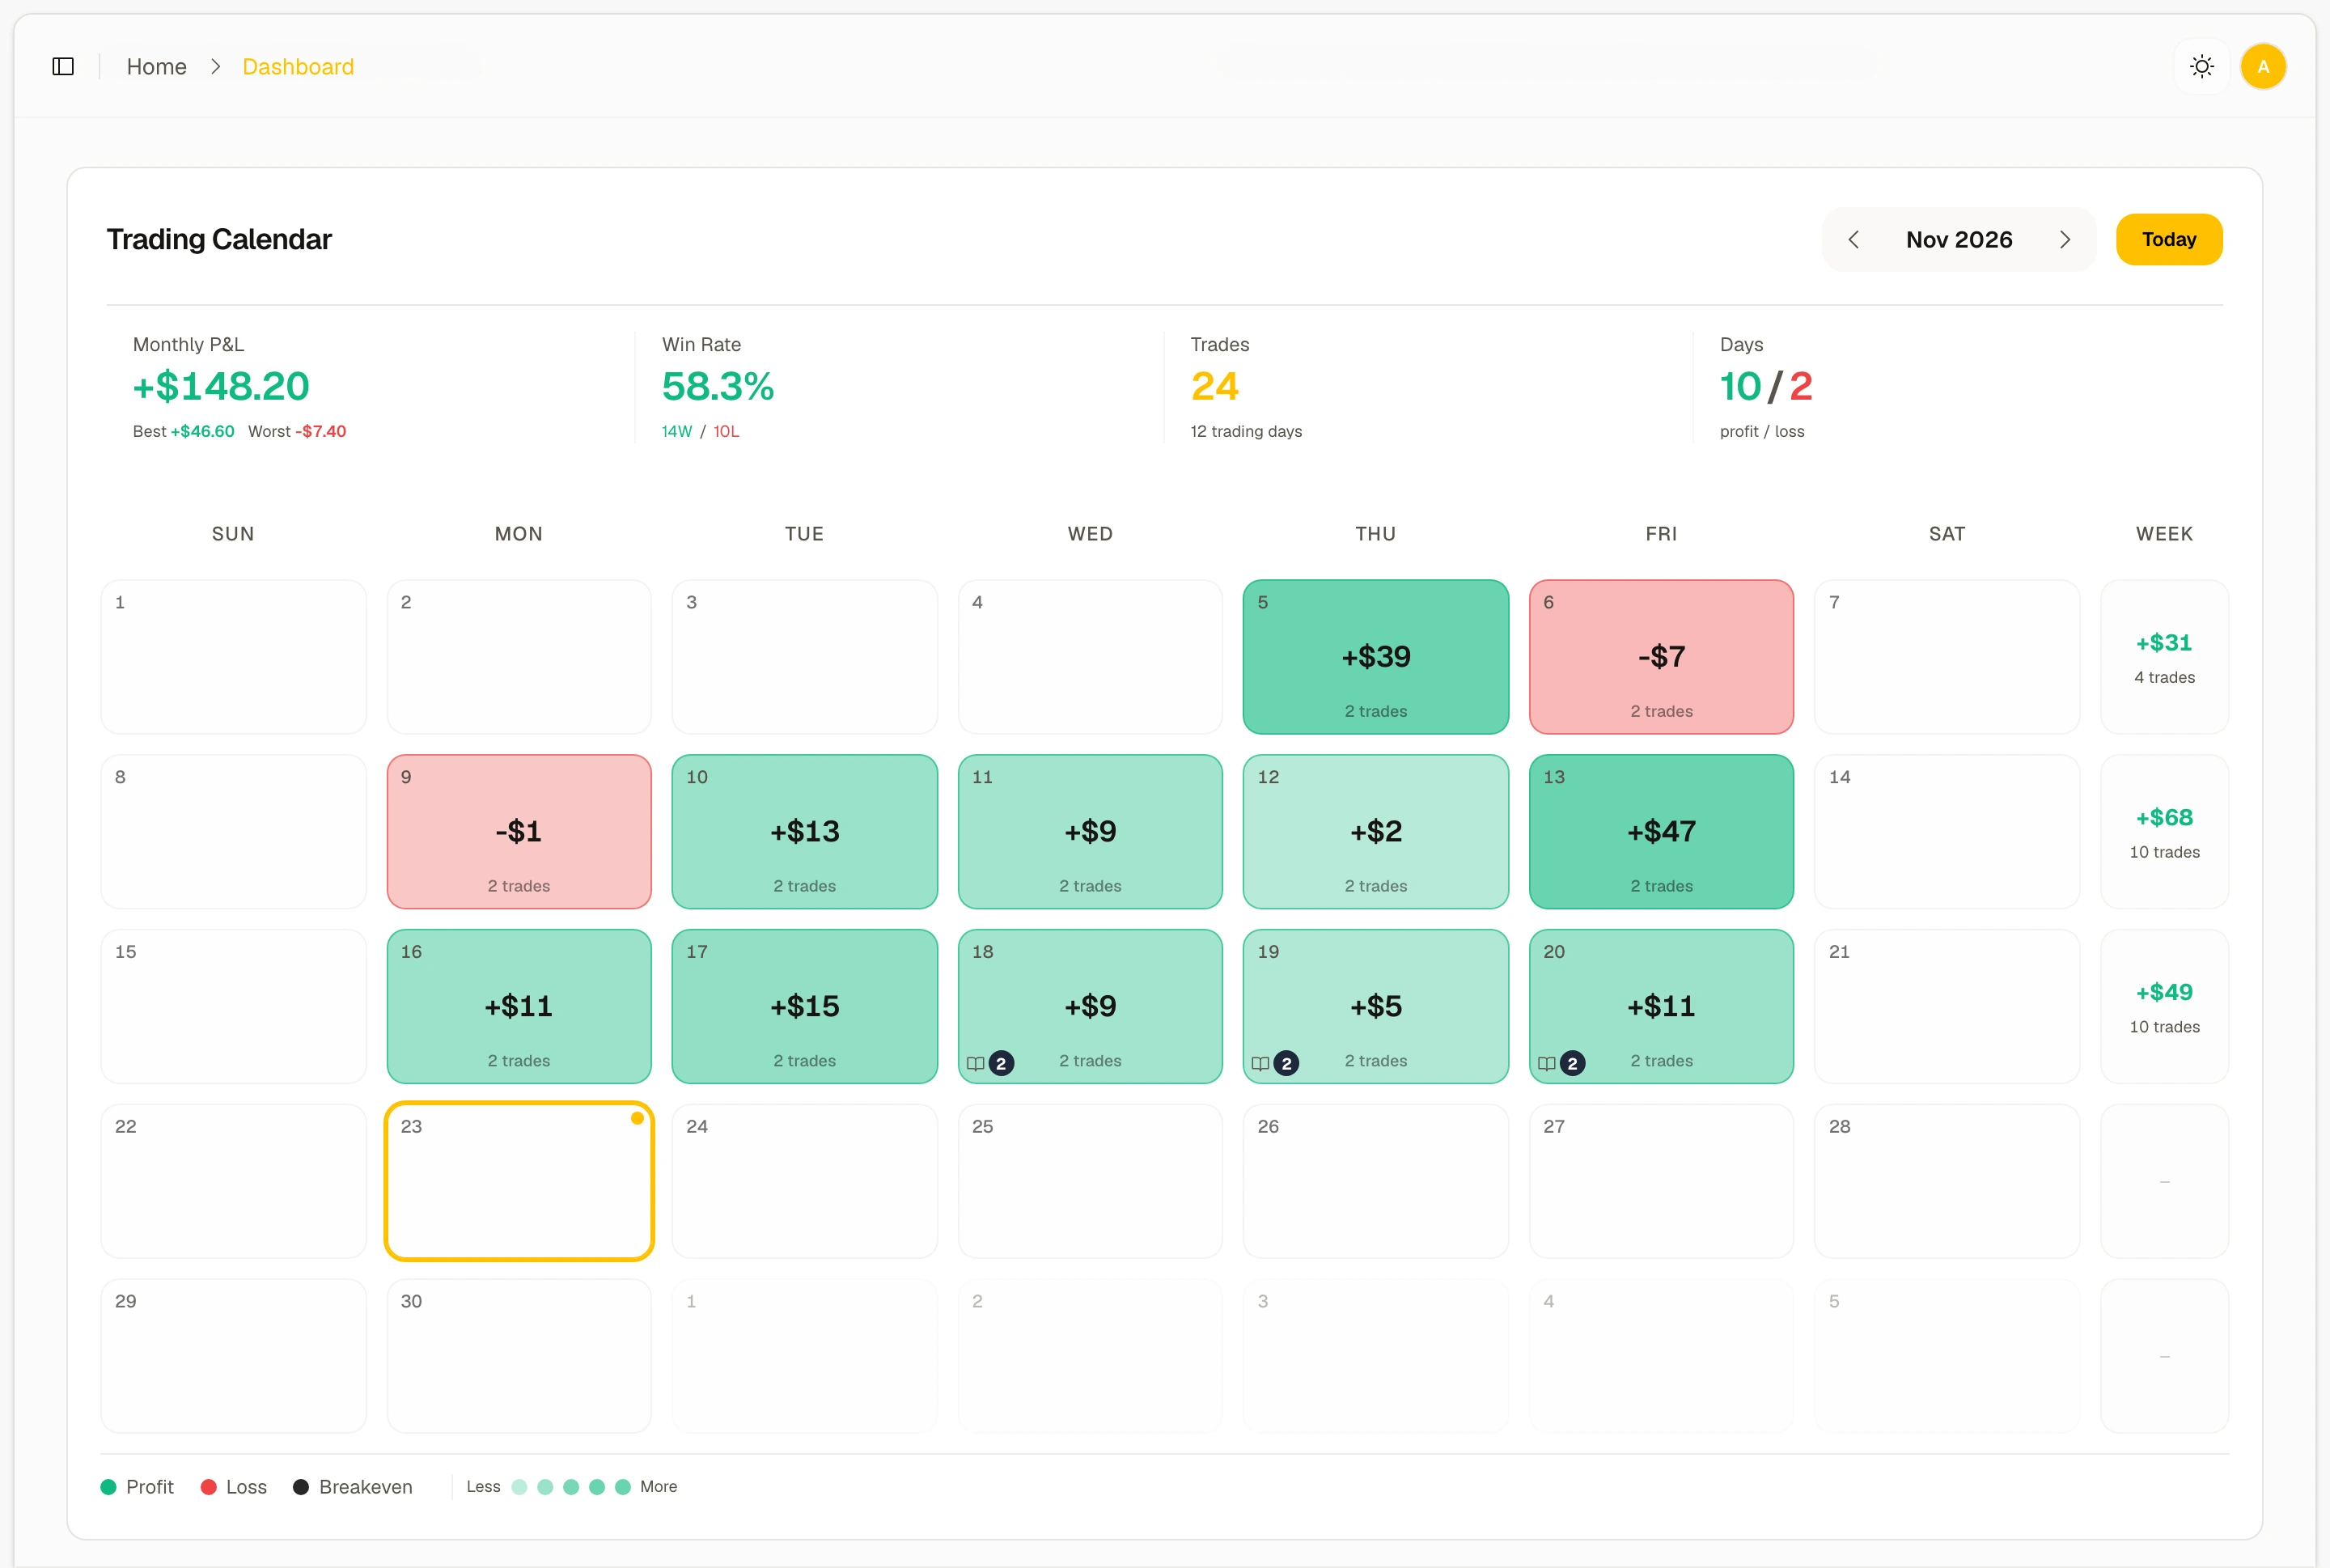 Home > Dashboard
A
Trading Calendar
Nov 2026
Today
Monthly P&L
+$148.20
Best +$46.60 Worst -$7.40
Win Rate
58.3%
14W / 10L
Trades
24
12 trading days
Days
10/2
profit / loss
SUN MON TUE WED THU FRI SAT WEEK
1
2
3
4
5
+$39
2 trades
6
-$7
2 trades
7
+$31
4 trades
8
9
-$1
2 trades
10
+$13
2 trades
11
+$9
2 trades
12
+$2
2 trades
13
+$47
2 trades
14
+$68
10 trades
15
16
+$11
2 trades
17
+$15
2 trades
18
+$9
2 2 trades
19
+$5
2 2 trades
20
+$11
2 2 trades
21
+$49
10 trades
22
23
24
25
26
27
28
–
29
30
1
2
3
4
5
–
Profit Loss Breakeven Less More